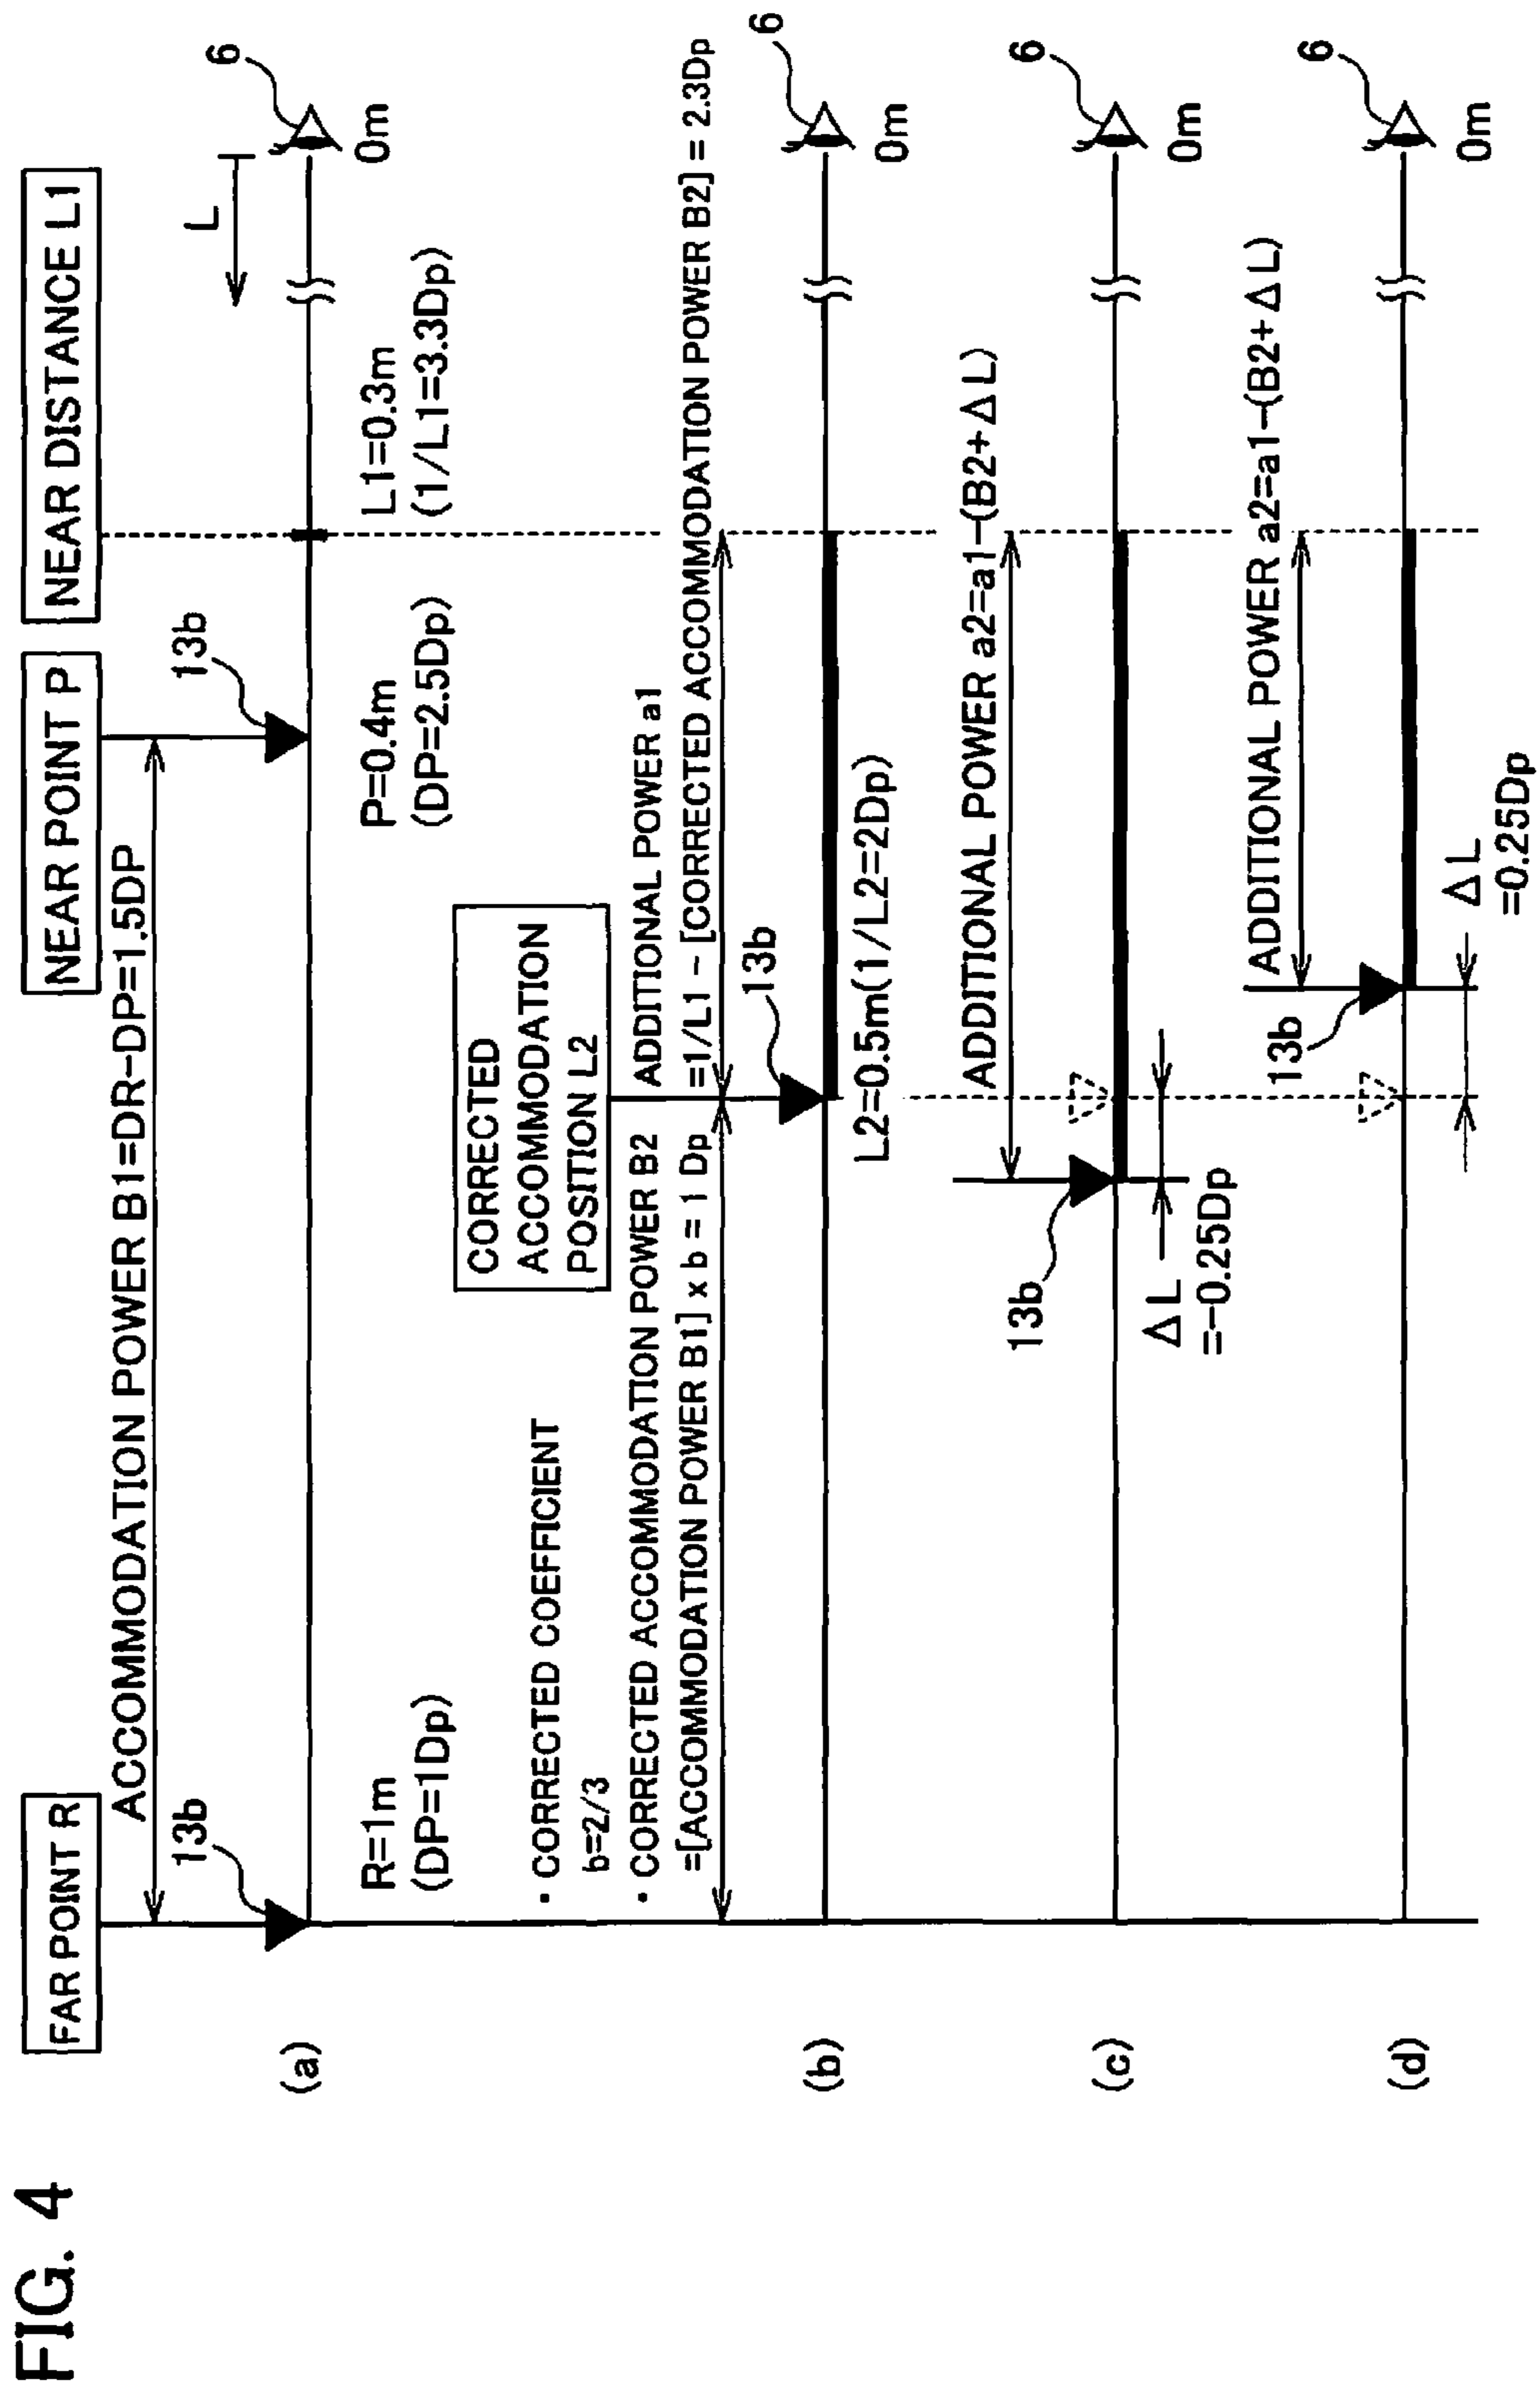 FIG. 4
FAR POINT R
NEAR POINT P
NEAR DISTANCE L1
ACCOMMODATION POWER B1=DR-DP=1.5DP
L
13b
13b
6
(a)
0m
R=1m
(DP=1Dp)
P=0.4m
(DP=2.5Dp)
L1=0.3m
(1/L1=3.3Dp)
CORRECTED
ACCOMMODATION
POSITION L2
・CORRECTED COEFFICIENT
b=2/3
・CORRECTED ACCOMMODATION POWER B2
=[ACCOMMODATION POWER B1] x b = 1 Dp
ADDITIONAL POWER a1
=1/L1 - [CORRECTED ACCOMMODATION POWER B2] = 2.3Dp
13b
6
(b)
0m
L2=0.5m(1/L2=2Dp)
ADDITIONAL POWER a2=a1-(B2+ΔL)
13b
6
(c)
0m
ΔL
=-0.25Dp
ADDITIONAL POWER a2=a1-(B2+ΔL)
13b
6
(d)
0m
ΔL
=0.25Dp